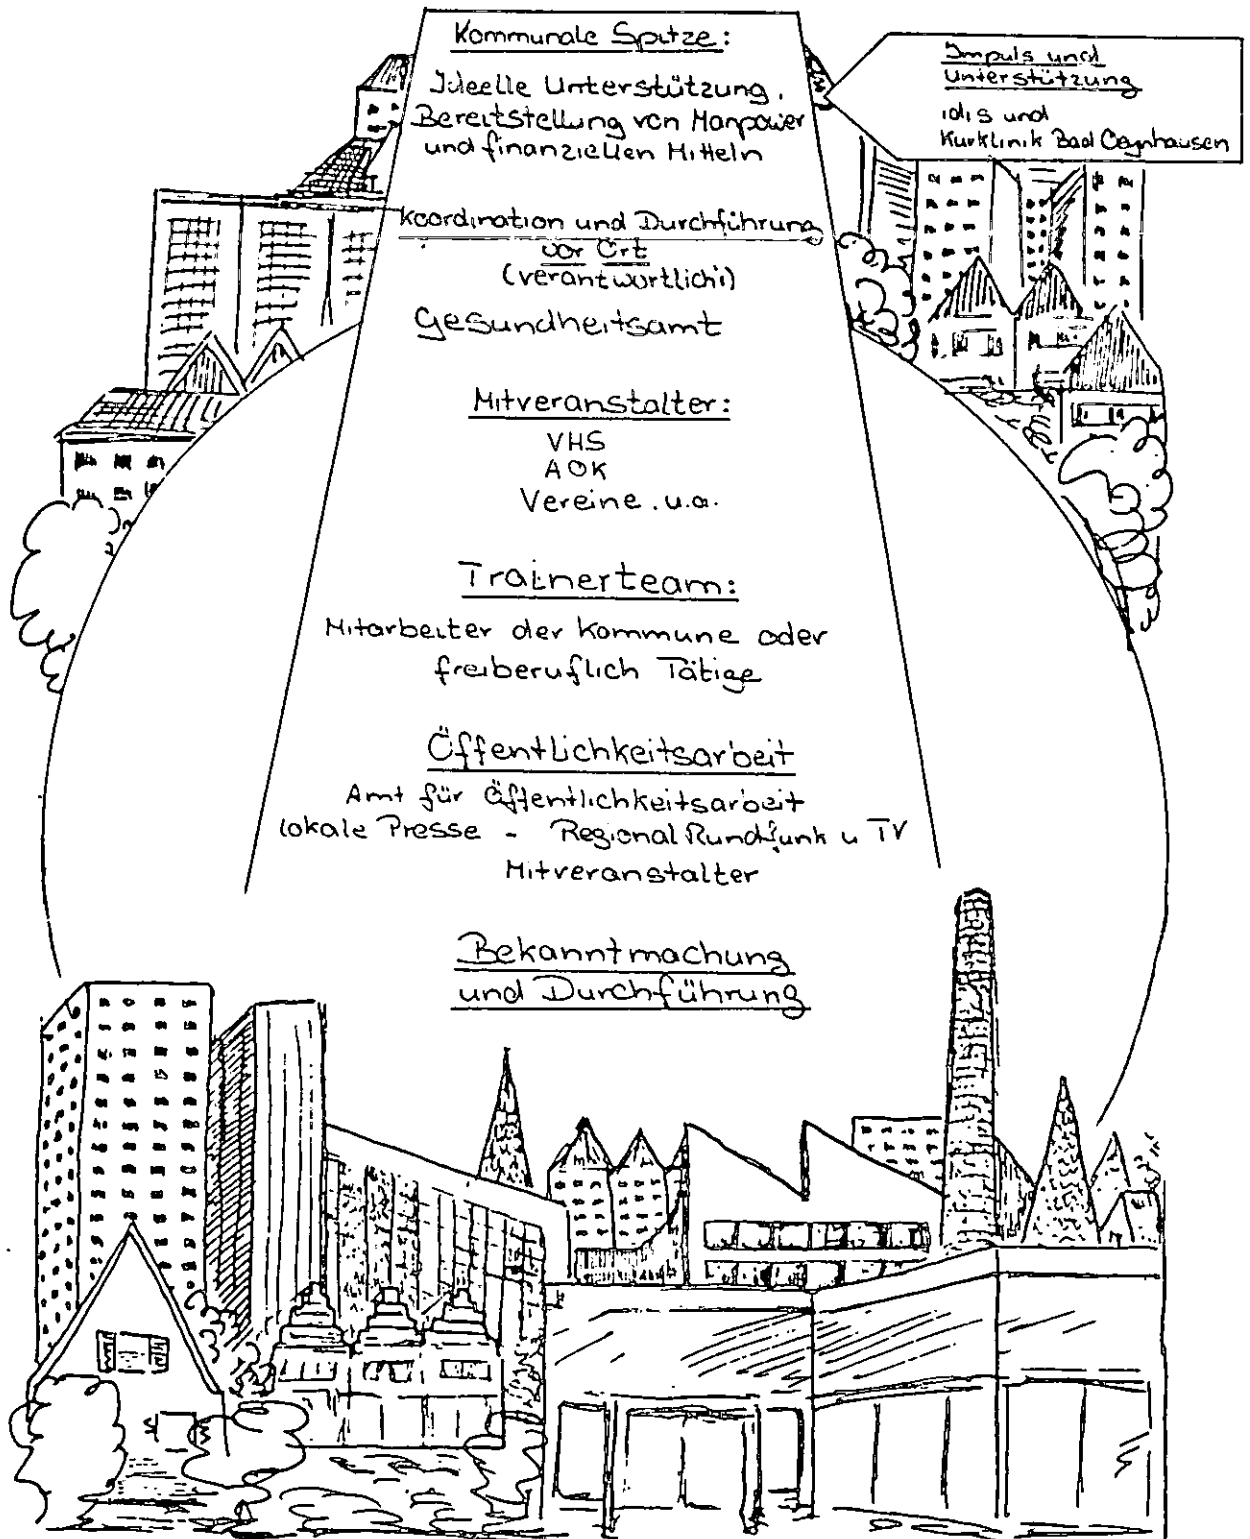 Kommunale Spitze:
Ideelle Unterstützung,
Bereitstellung von Manpower
und finanziellen Mitteln
Impuls und
Unterstützung
idis und
Kurklinik Bad Oeynhausen
Koordination und Durchführung
vor Ort
(verantwortlich)
Gesundheitsamt
Mitveranstalter:
VHS
AOK
Vereine. u.a.
Trainerteam:
Mitarbeiter der Kommune oder
freiberuflich Tätige
Öffentlichkeitsarbeit
Amt für Öffentlichkeitsarbeit
lokale Presse - Regional Rundfunk u TV
Mitveranstalter
Bekanntmachung
und Durchführung